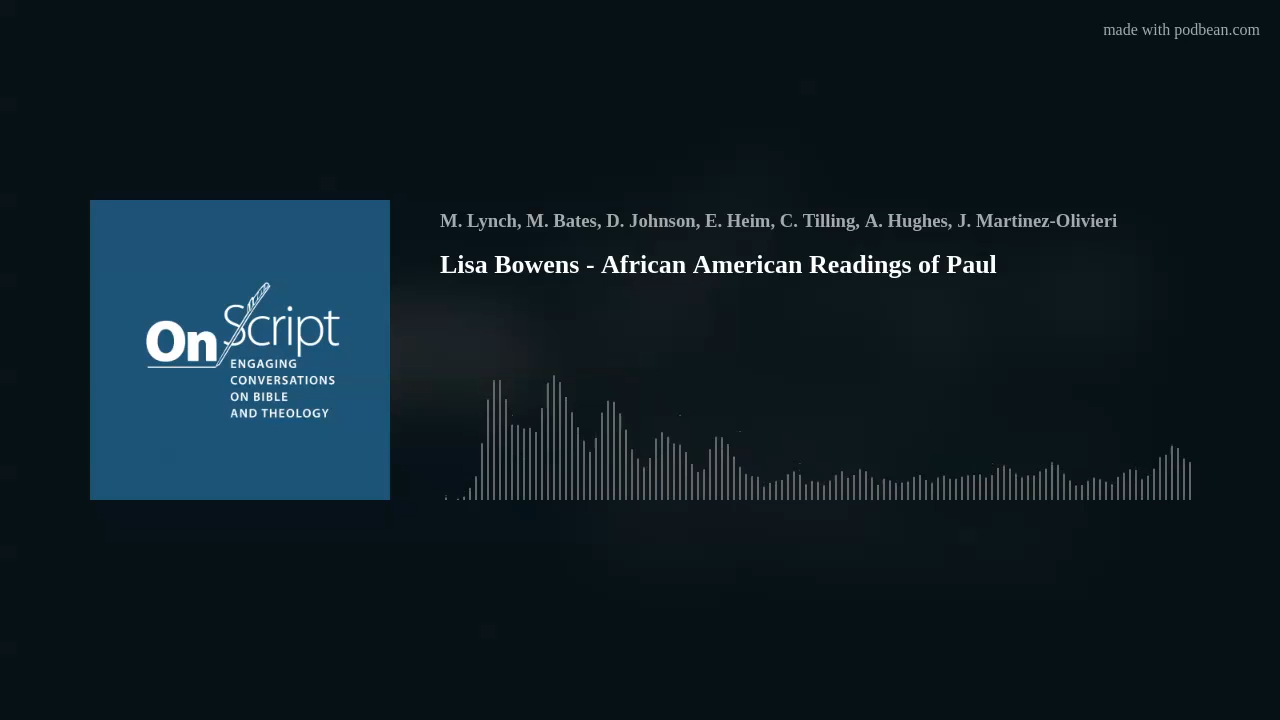 made with podbean.com
M. Lynch, M. Bates, D. Johnson, E. Heim, C. Tilling, A. Hughes, J. Martinez-Olivieri
Lisa Bowens - African American Readings of Paul
OnScript
ENGAGING
CONVERSATIONS
ON BIBLE
AND THEOLOGY